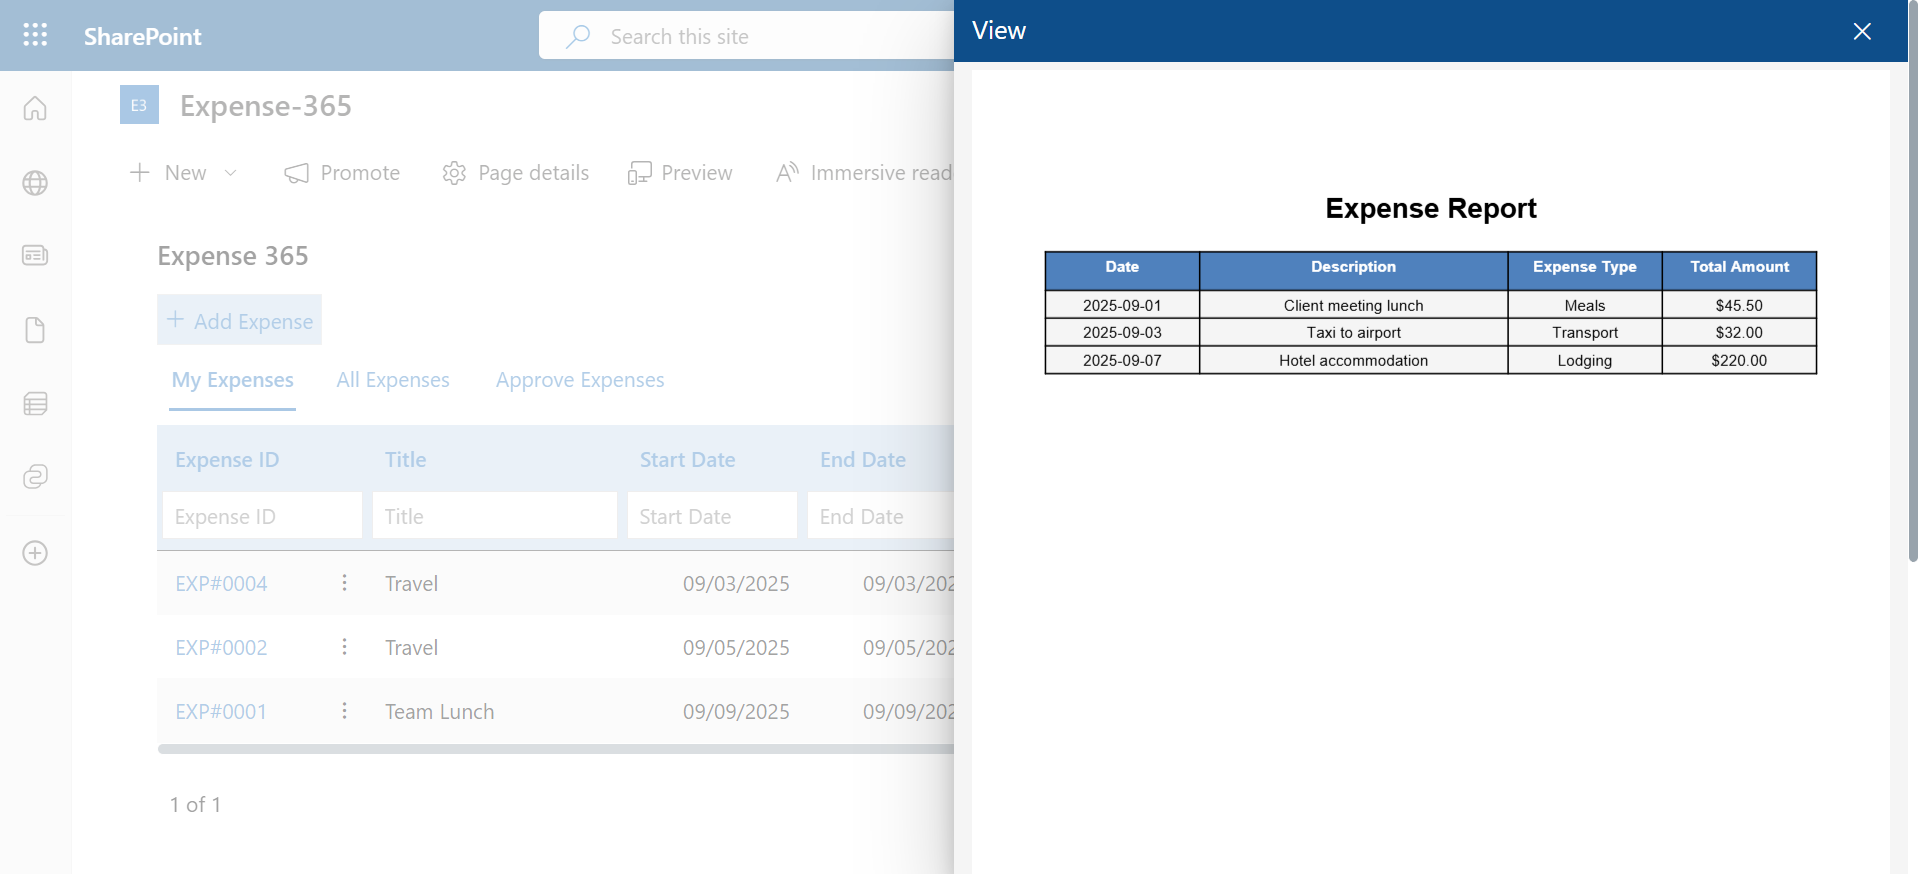 SharePoint
Search this site
E3
Expense-365
New
Promote
Page details
Preview
Immersive read
Expense 365
Add Expense
My Expenses
All Expenses
Approve Expenses
Expense ID
Title
Start Date
End Date
Expense ID
Title
Start Date
End Date
EXP#0004
Travel
09/03/2025
09/03/202
EXP#0002
Travel
09/05/2025
09/05/202
EXP#0001
Team Lunch
09/09/2025
09/09/202
1 of 1
View
Expense Report
Date Description Expense Type Total Amount
2025-09-01 Client meeting lunch Meals $45.50
2025-09-03 Taxi to airport Transport $32.00
2025-09-07 Hotel accommodation Lodging $220.00